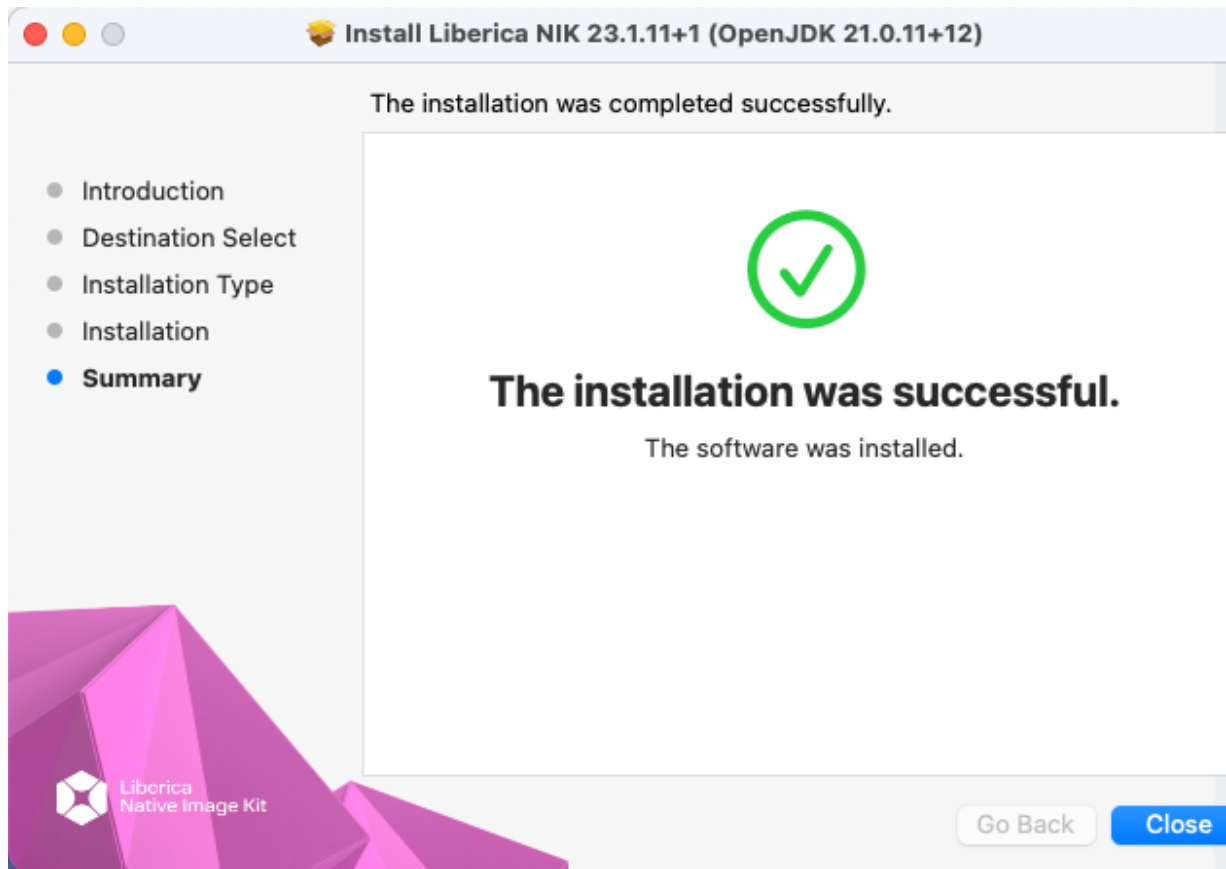 Install Liberica NIK 23.1.11+1 (OpenJDK 21.0.11+12)
The installation was completed successfully.
Introduction
Destination Select
Installation Type
Installation
Summary
The installation was successful.
The software was installed.
Liberica
Native Image Kit
Go Back
Close